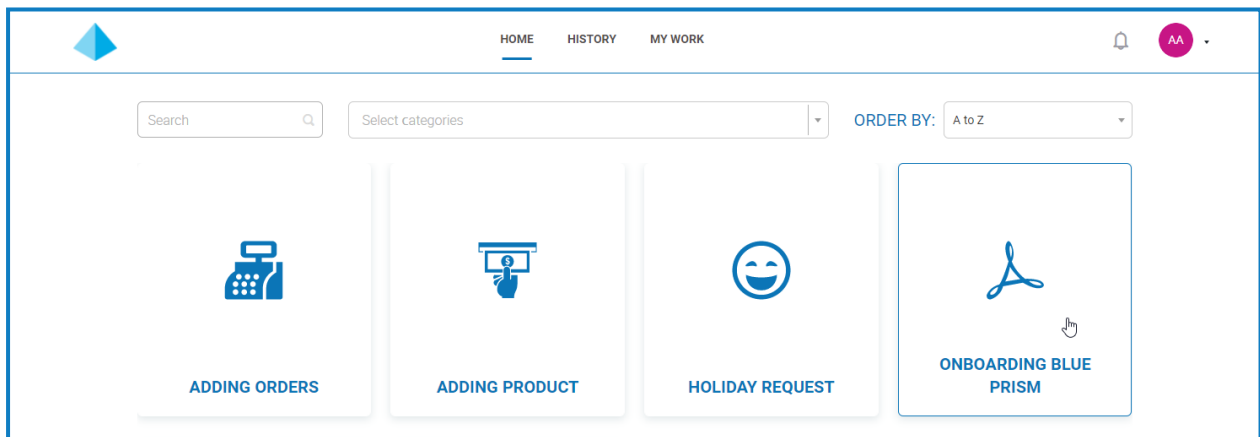 HOME HISTORY MY WORK AA
Search Select categories ORDER BY: A to Z
$
ADDING ORDERS
ADDING PRODUCT
HOLIDAY REQUEST
ONBOARDING BLUE
PRISM